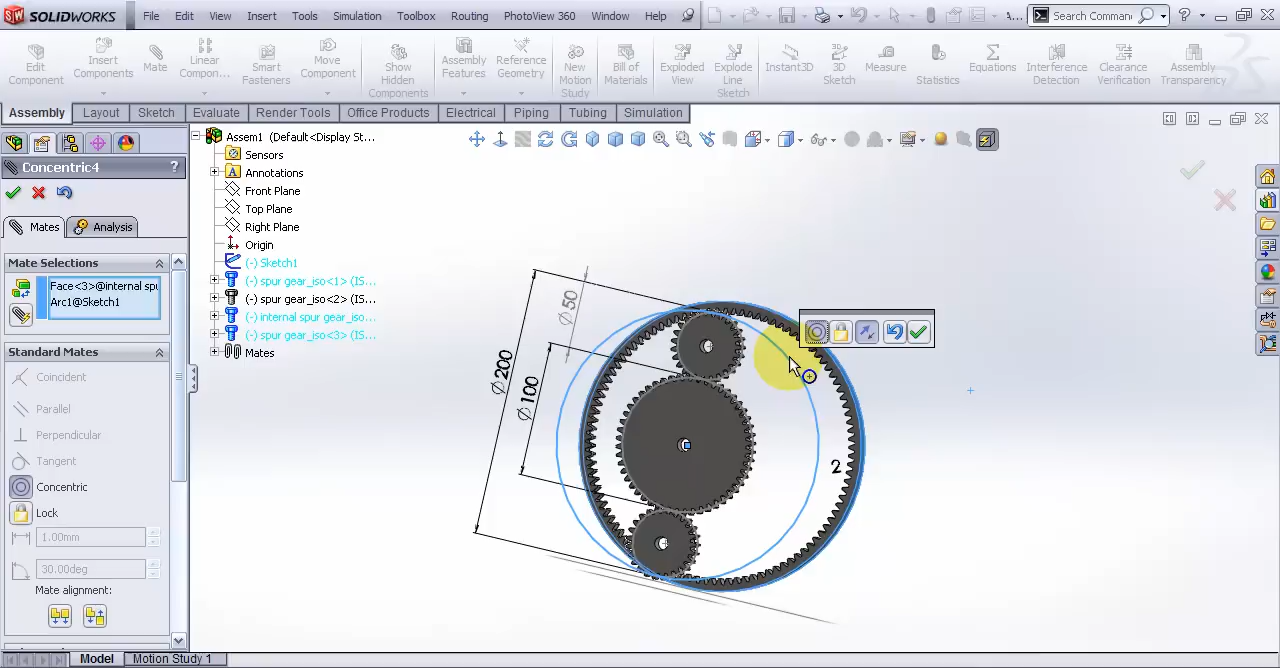 SOLIDWORKS File Edit View Insert Tools Simulation Toolbox Routing PhotoView 360 Window Help ... Search Comman
Edit Component
Insert Components
Mate
Linear Compon...
Smart Fasteners
Move Component
Show Hidden Components
Assembly Features
Reference Geometry
New Motion Study
Bill of Materials
Exploded View
Explode Line Sketch
Instant3D
3D Sketch
Measure
Statistics
Equations
Interference Detection
Clearance Verification
Assembly Transparency
Assembly Layout Sketch Evaluate Render Tools Office Products Electrical Piping Tubing Simulation
Concentric4 ?
Mates Analysis
Mate Selections
Face<3>@internal spu
Arc1@Sketch1
Standard Mates
Coincident
Parallel
Perpendicular
Tangent
Concentric
Lock
1.00mm
30.00deg
Mate alignment:
Assem1 (Default<Display St...
Sensors
Annotations
Front Plane
Top Plane
Right Plane
Origin
(-) Sketch1
(-) spur gear_iso<1> (IS...
(-) spur gear_iso<2> (IS...
(-) internal spur gear_iso...
(-) spur gear_iso<3> (IS...
Mates
∅50
∅200
∅100
2
Model Motion Study 1